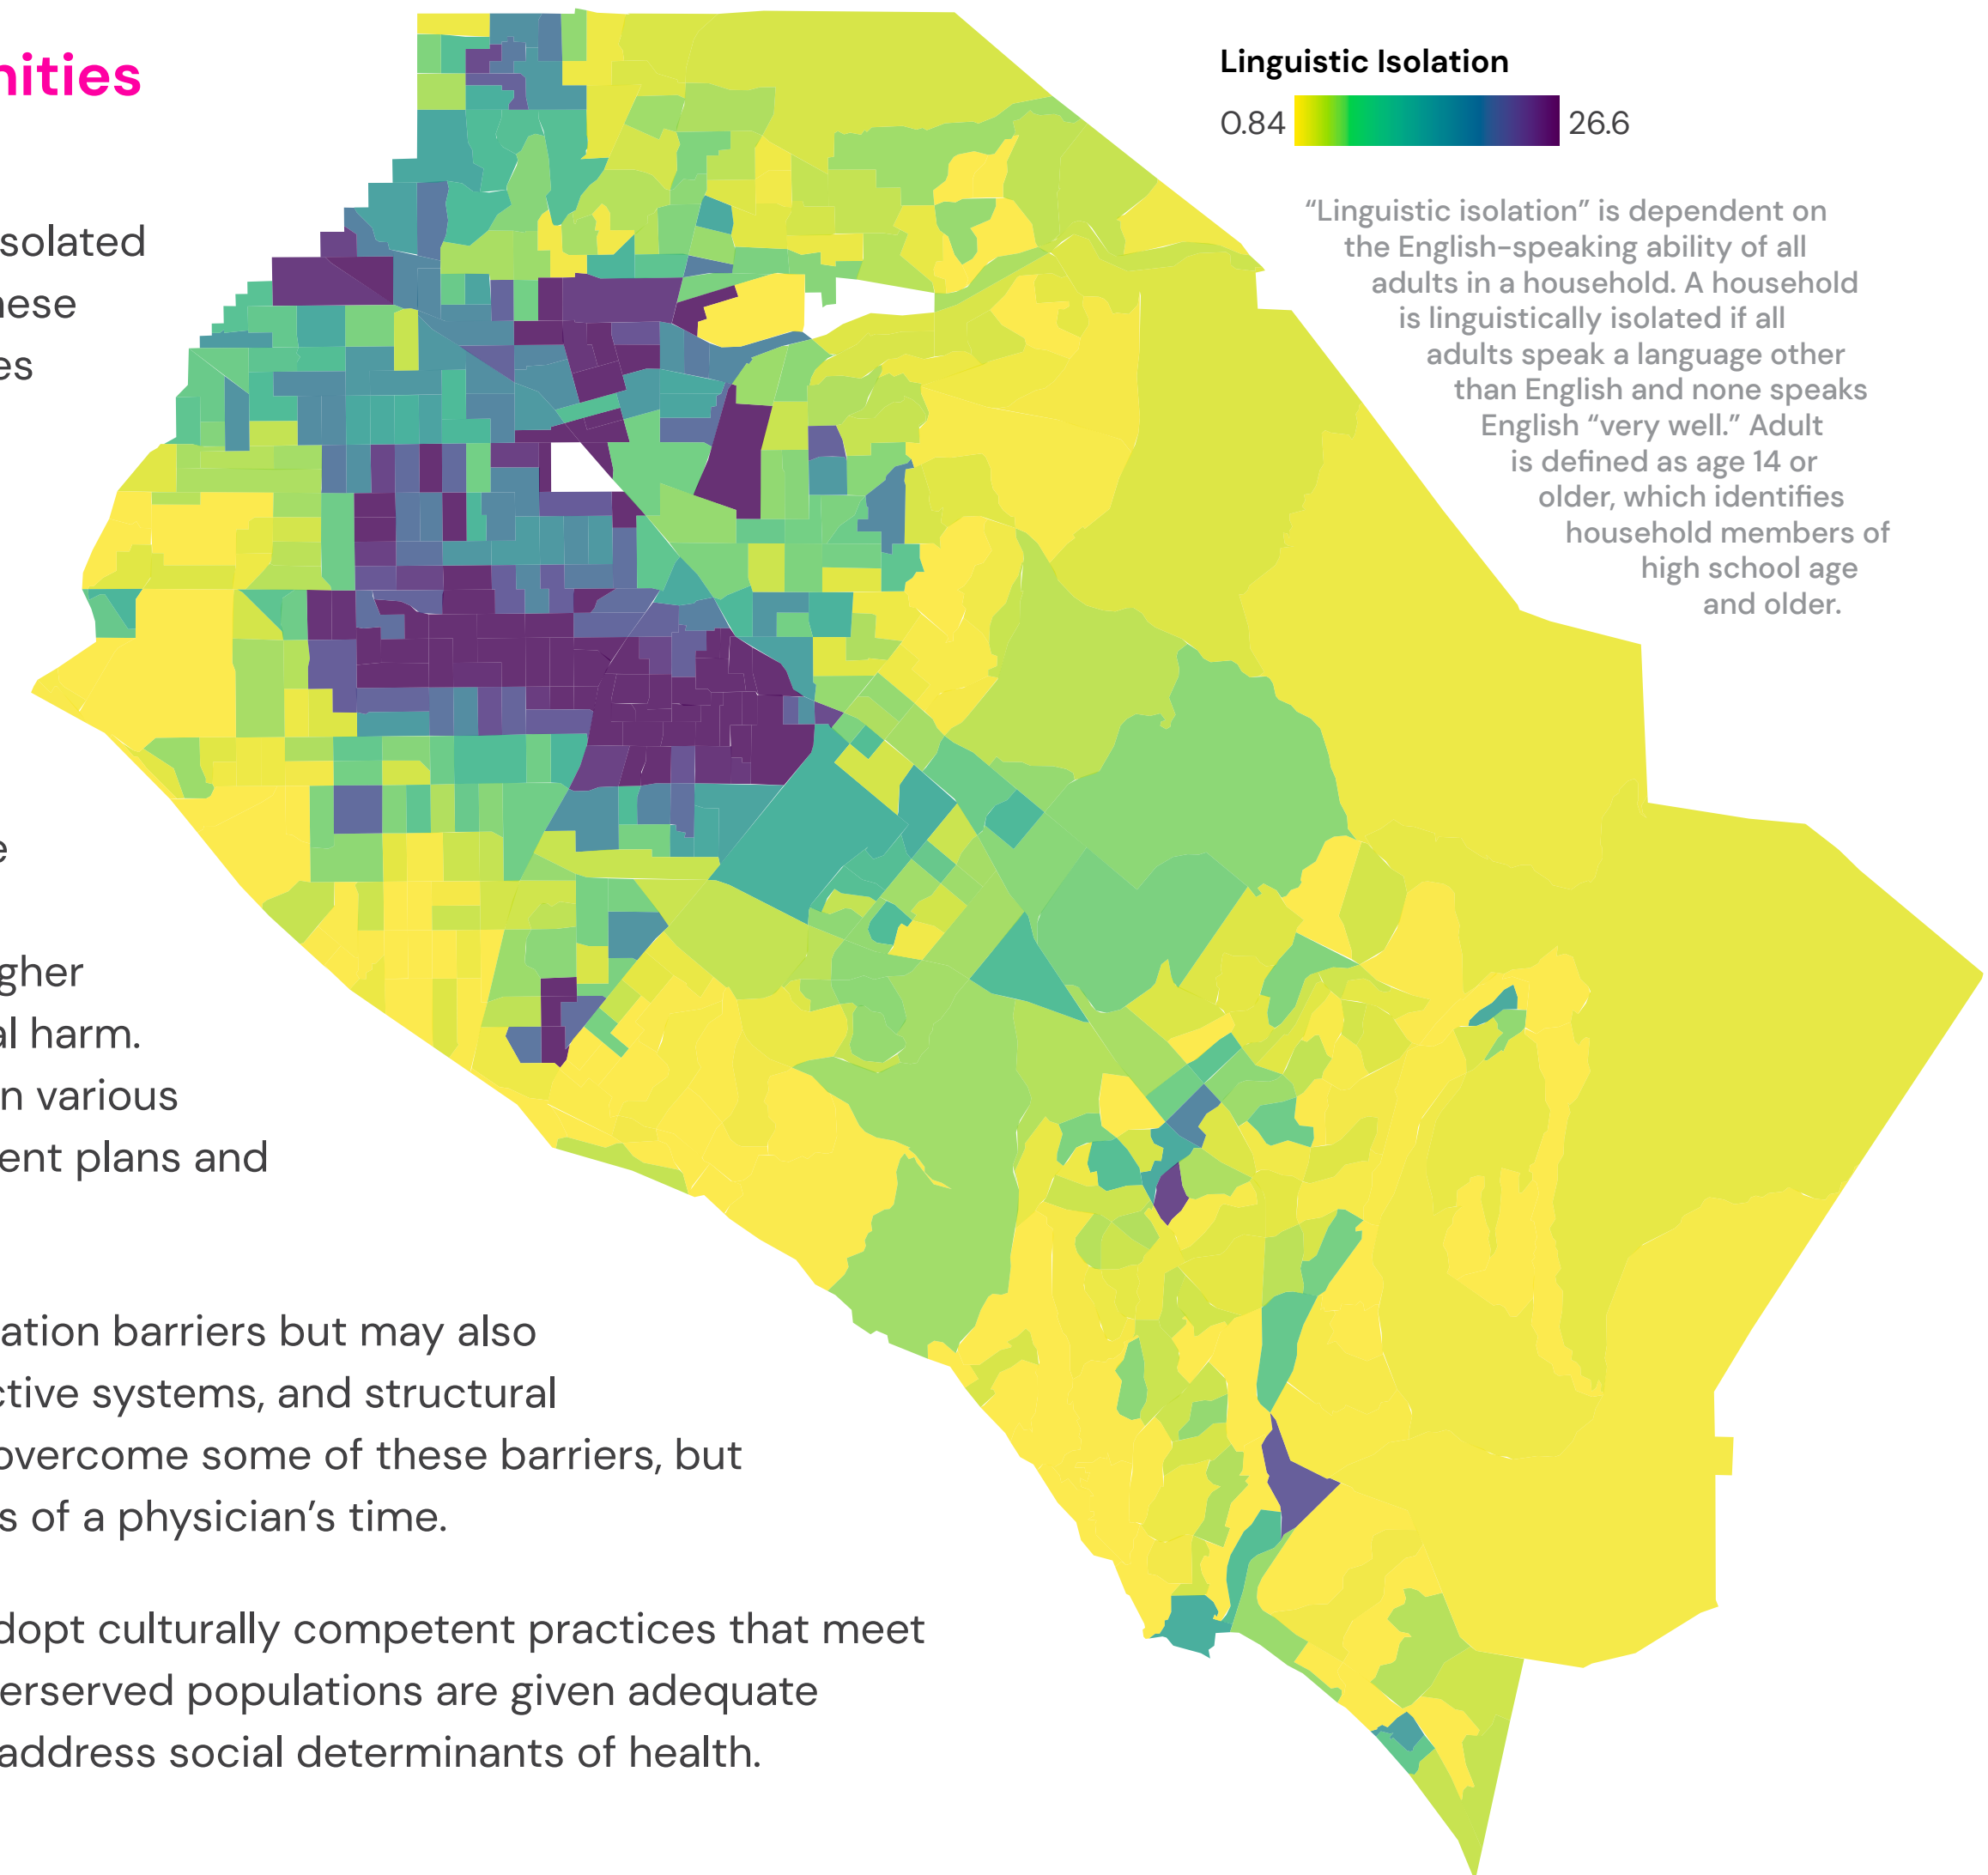 nities
solated
hese
es
e
gher
al harm.
n various
ent plans and
ation barriers but may also
ctive systems, and structural
overcome some of these barriers, but
s of a physician’s time.
dopt culturally competent practices that meet
erserved populations are given adequate
address social determinants of health.
Linguistic Isolation
0.84 26.6
“Linguistic isolation” is dependent on
the English-speaking ability of all
adults in a household. A household
is linguistically isolated if all
adults speak a language other
than English and none speaks
English “very well.” Adult
is defined as age 14 or
older, which identifies
household members of
high school age
and older.